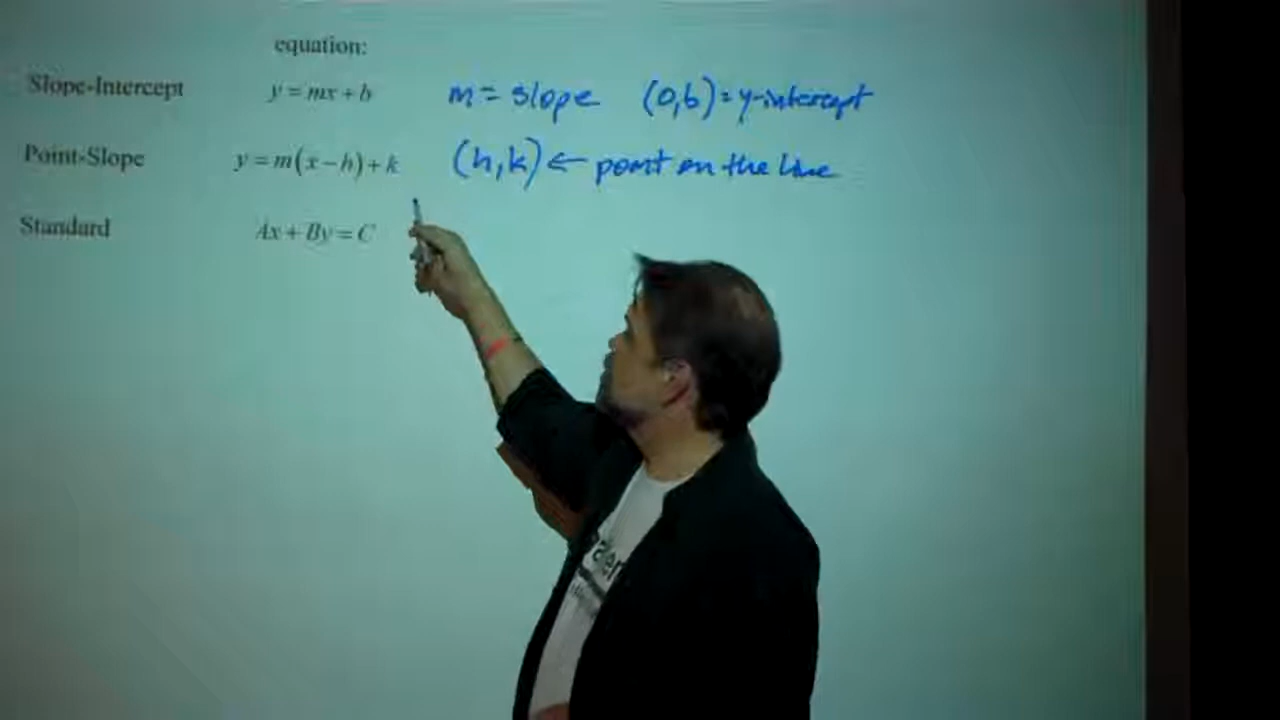 equation:
Slope-Intercept y = mx + b m = slope (0,b) = y-intercept
Point-Slope y = m(x − h) + k (h,k) ← point on the line
Standard Ax + By = C